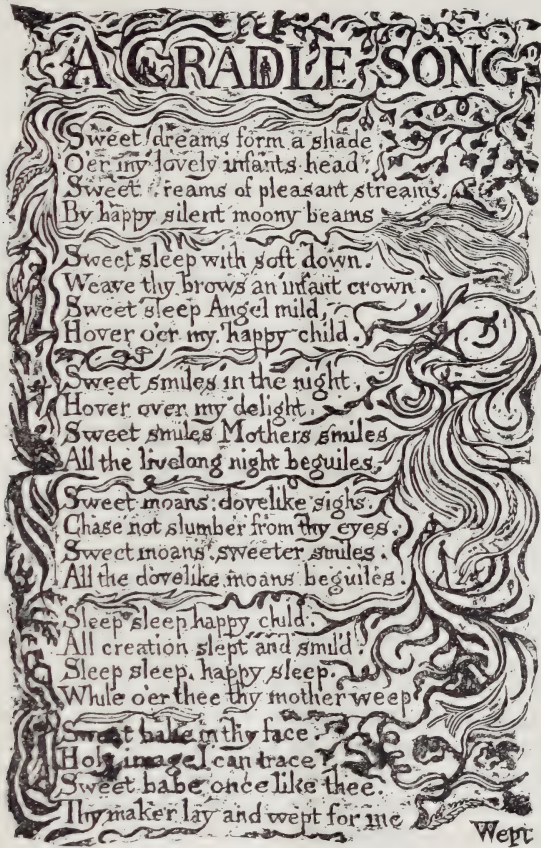 A CRADLE SONG
Sweet dreams form a shade
Oer my lovely infants head
Sweet reams of pleasant streams
By happy silent moony beams
Sweet sleep with soft down.
Weave thy brows an infant crown.
Sweet sleep Angel mild,
Hover o'er my happy child.
Sweet smiles in the night,
Hover over my delight.
Sweet smiles Mothers smiles
All the livelong night beguiles,
Sweet moans, dovelike sighs,
Chase not slumber from thy eyes
Sweet moans, sweeter smiles.
All the dovelike moans beguiles.
Sleep sleep happy child.
All creation slept and smil'd.
Sleep sleep, happy sleep.
While o'er thee thy mother weep
Sweet babe in thy face,
Holy image I can trace
Sweet babe once like thee.
Thy maker lay and wept for me
Wept